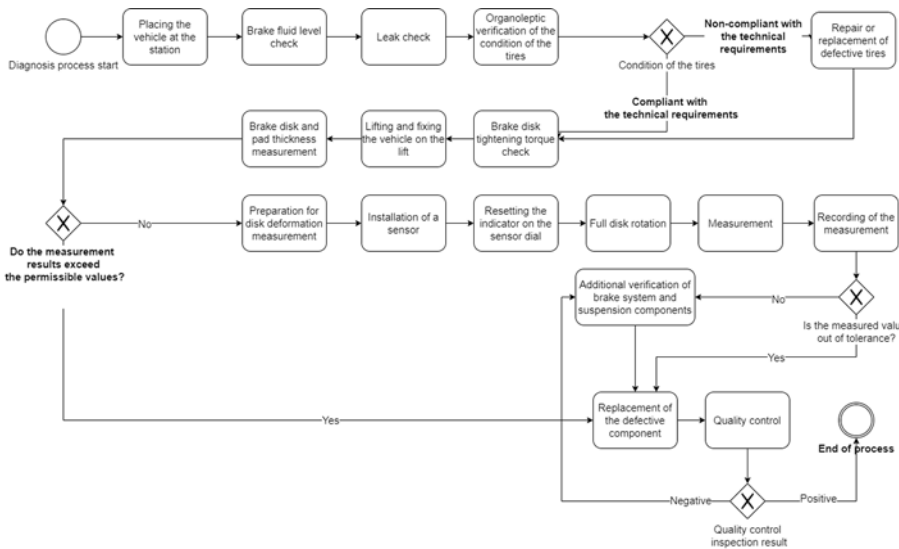 Placing the
vehicle at the
station
Brake fluid level
check
Leak check
Organoleptic
verification of the
condition of the
tires
Non-compliant with
the technical
requirements
Repair or
replacement of
defective tires
Diagnosis process start
Condition of the tires
Compliant with
the technical requirements
Brake disk and
pad thickness
measurement
Lifting and fixing
the vehicle on the
lift
Brake disk
tightening torque
check
No
Preparation for
disk deformation
measurement
Installation of a
sensor
Resetting the
indicator on the
sensor dial
Full disk rotation
Measurement
Recording of the
measurement
Do the measurement
results exceed
the permissible values?
Additional verification of
brake system and
suspension components
No
Is the measured valu
out of tolerance?
Yes
Yes
Replacement of
the defective
component
Quality control
End of process
Negative
Positive
Quality control
inspection result